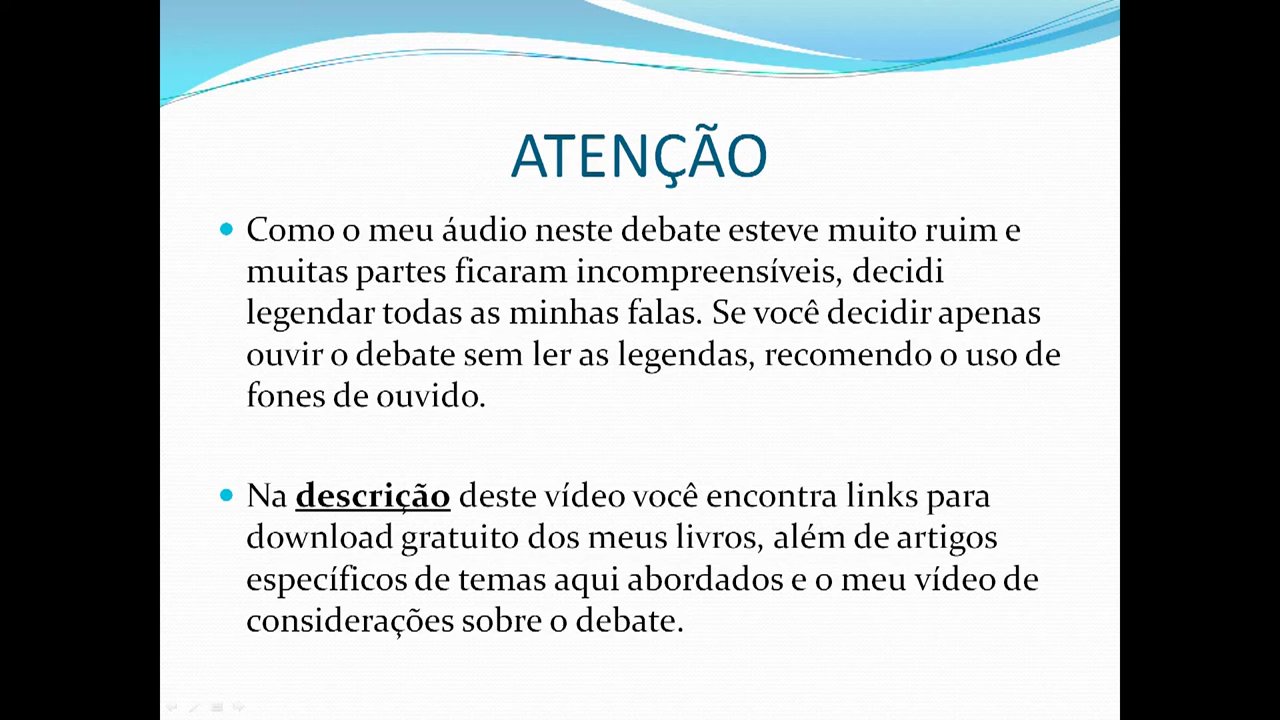 ATENÇÃO
Como o meu áudio neste debate esteve muito ruim e
muitas partes ficaram incompreensíveis, decidi
legendar todas as minhas falas. Se você decidir apenas
ouvir o debate sem ler as legendas, recomendo o uso de
fones de ouvido.
Na descrição deste vídeo você encontra links para
download gratuito dos meus livros, além de artigos
específicos de temas aqui abordados e o meu vídeo de
considerações sobre o debate.